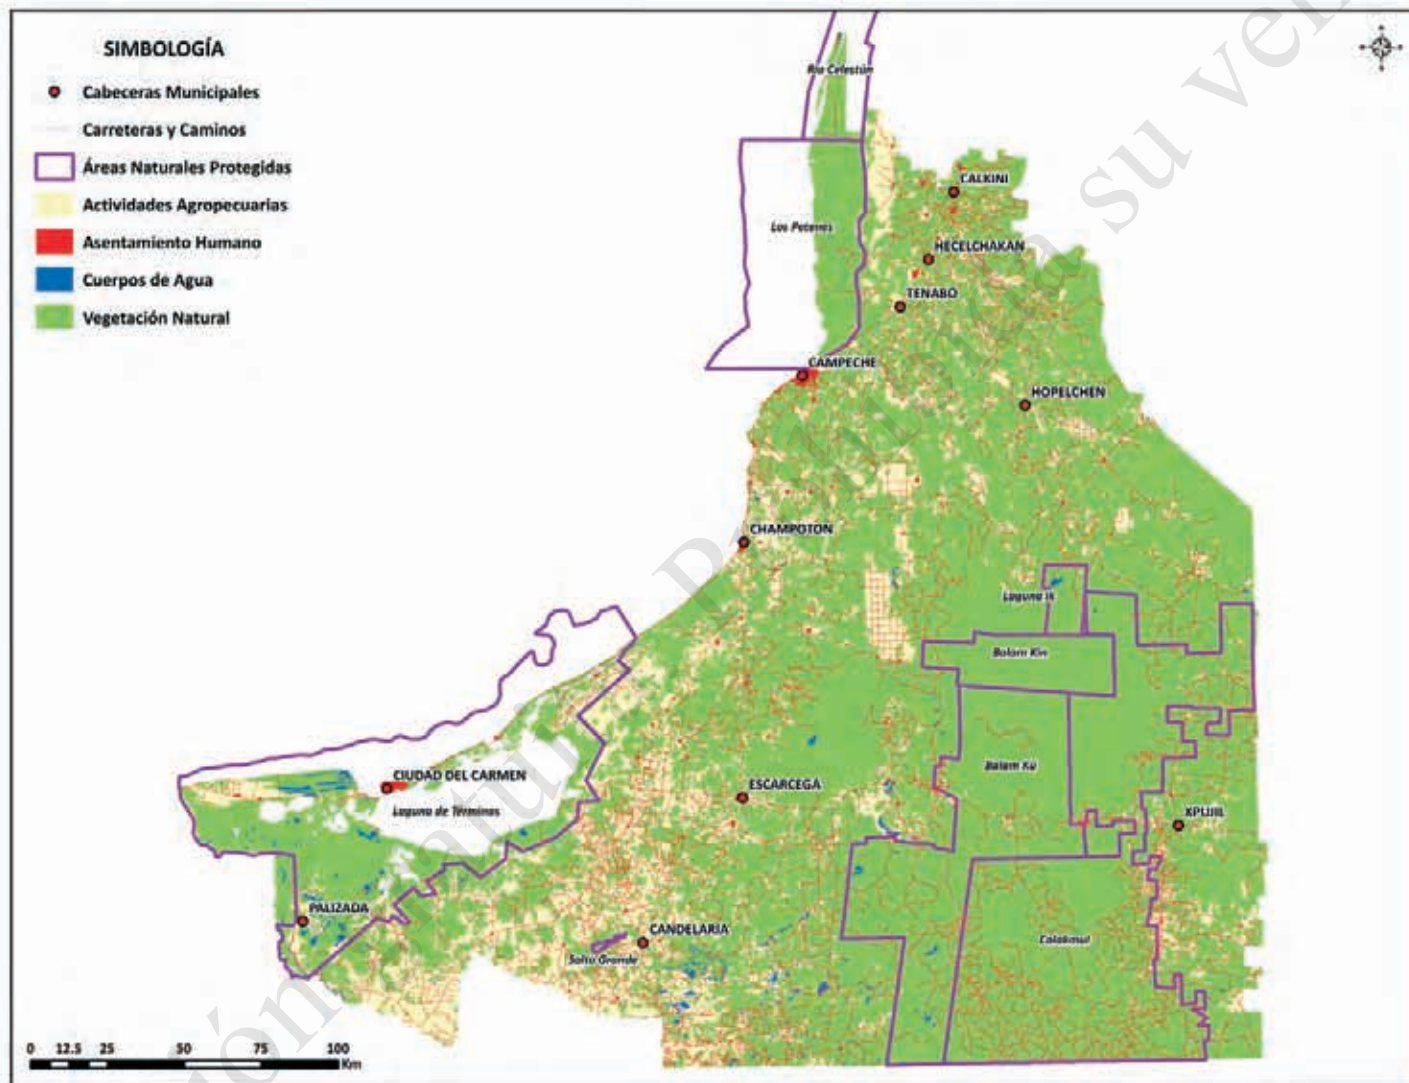 SIMBOLOGÍA
Cabeceras Municipales
Carreteras y Caminos
Áreas Naturales Protegidas
Actividades Agropecuarias
Asentamiento Humano
Cuerpos de Agua
Vegetación Natural
Ría Celestún
CALKINI
Los Petenes
HECELCHAKAN
TENABO
CAMPECHE
HOPELCHEN
CHAMPOTON
Laguna Ik
Balam Kin
CIUDAD DEL CARMEN
ESCARCEGA
Balam Kú
Laguna de Términos
XPUJIL
PALIZADA
CANDELARIA
Salto Grande
Calakmul
0 12.5 25 50 75 100
Km
su